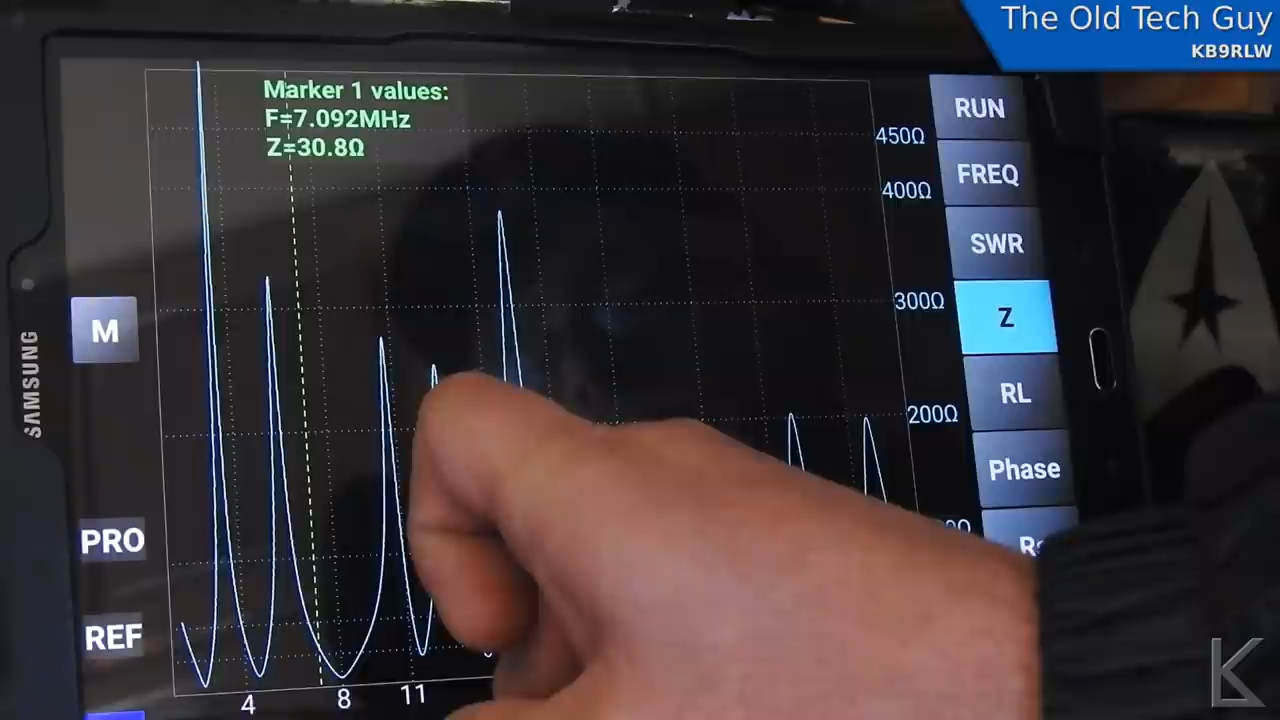 The Old Tech Guy
KB9RLW
Marker 1 values:
F=7.092MHz
Z=30.8Ω
450Ω
400Ω
300Ω
200Ω
RUN
FREQ
SWR
Z
RL
Phase
M
PRO
REF
SAMSUNG
4
8
11